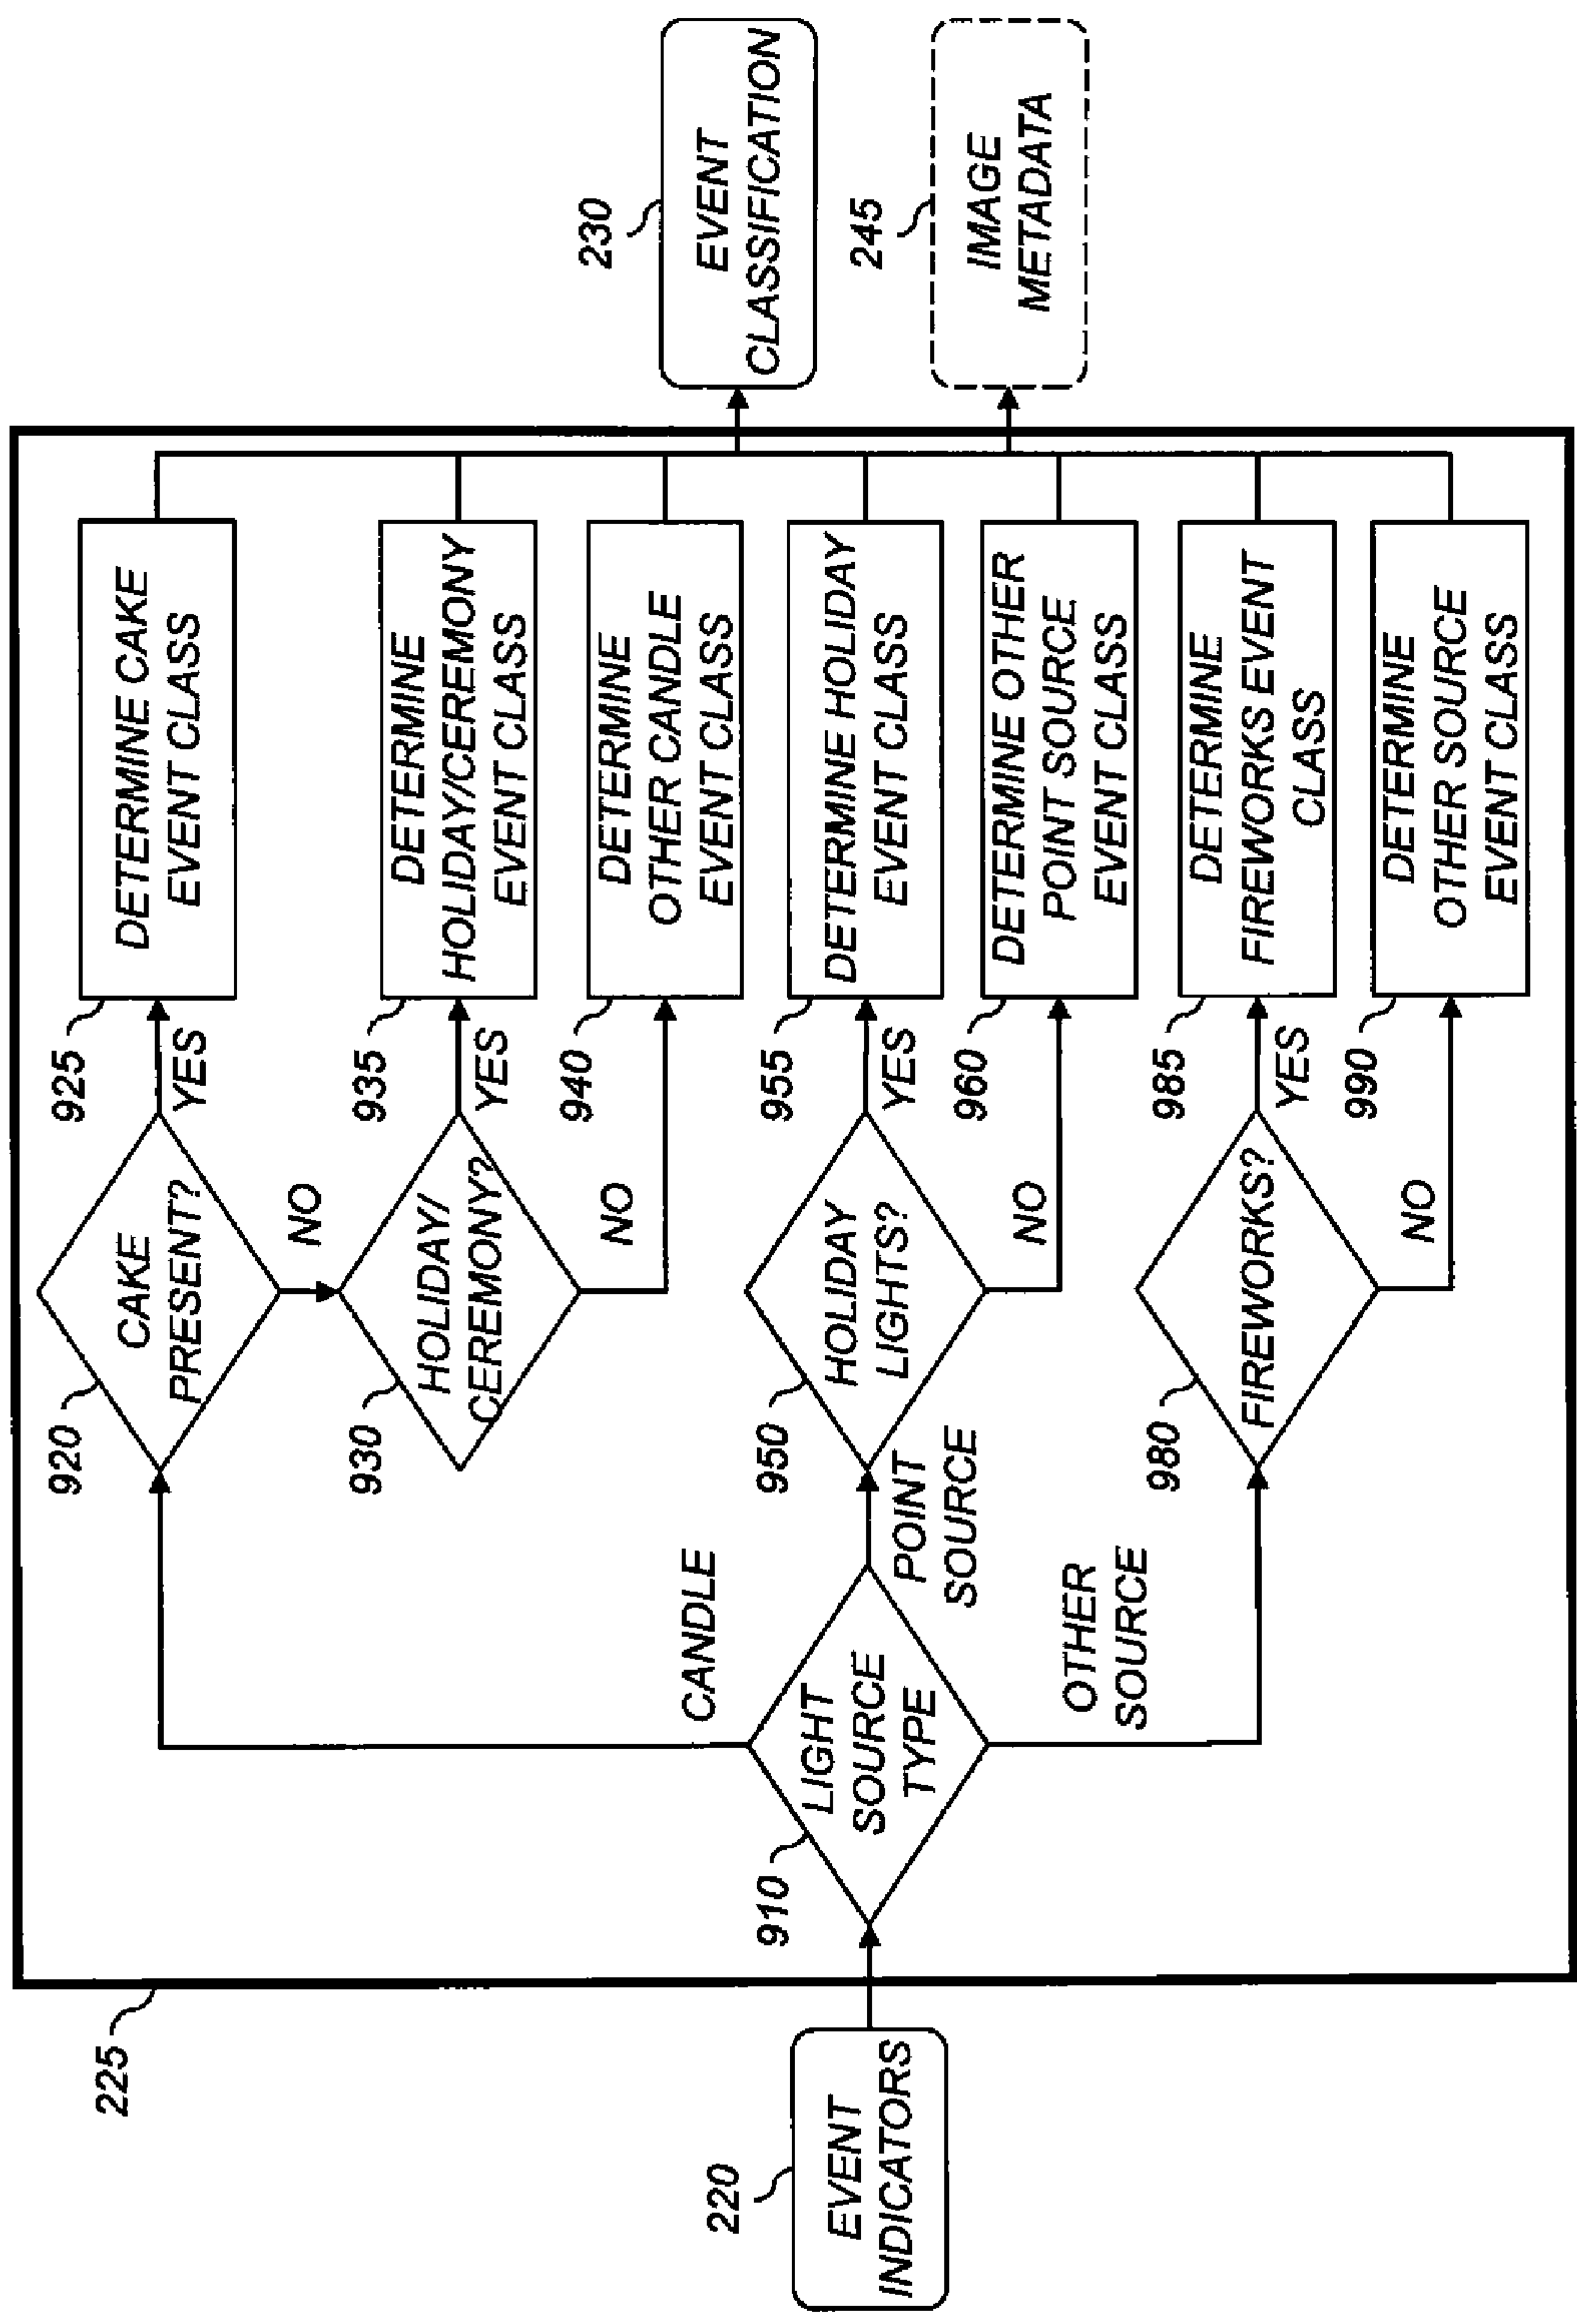 225
220
EVENT
INDICATORS
910
LIGHT
SOURCE
TYPE
CANDLE
POINT
SOURCE
OTHER
SOURCE
920
CAKE
PRESENT?
YES
NO
925
DETERMINE CAKE
EVENT CLASS
930
HOLIDAY/
CEREMONY?
YES
NO
935
DETERMINE
HOLIDAY/CEREMONY
EVENT CLASS
940
DETERMINE
OTHER CANDLE
EVENT CLASS
950
HOLIDAY
LIGHTS?
YES
NO
955
DETERMINE HOLIDAY
EVENT CLASS
960
DETERMINE OTHER
POINT SOURCE
EVENT CLASS
980
FIREWORKS?
YES
NO
985
DETERMINE
FIREWORKS EVENT
CLASS
990
DETERMINE
OTHER SOURCE
EVENT CLASS
230
EVENT
CLASSIFICATION
245
IMAGE
METADATA